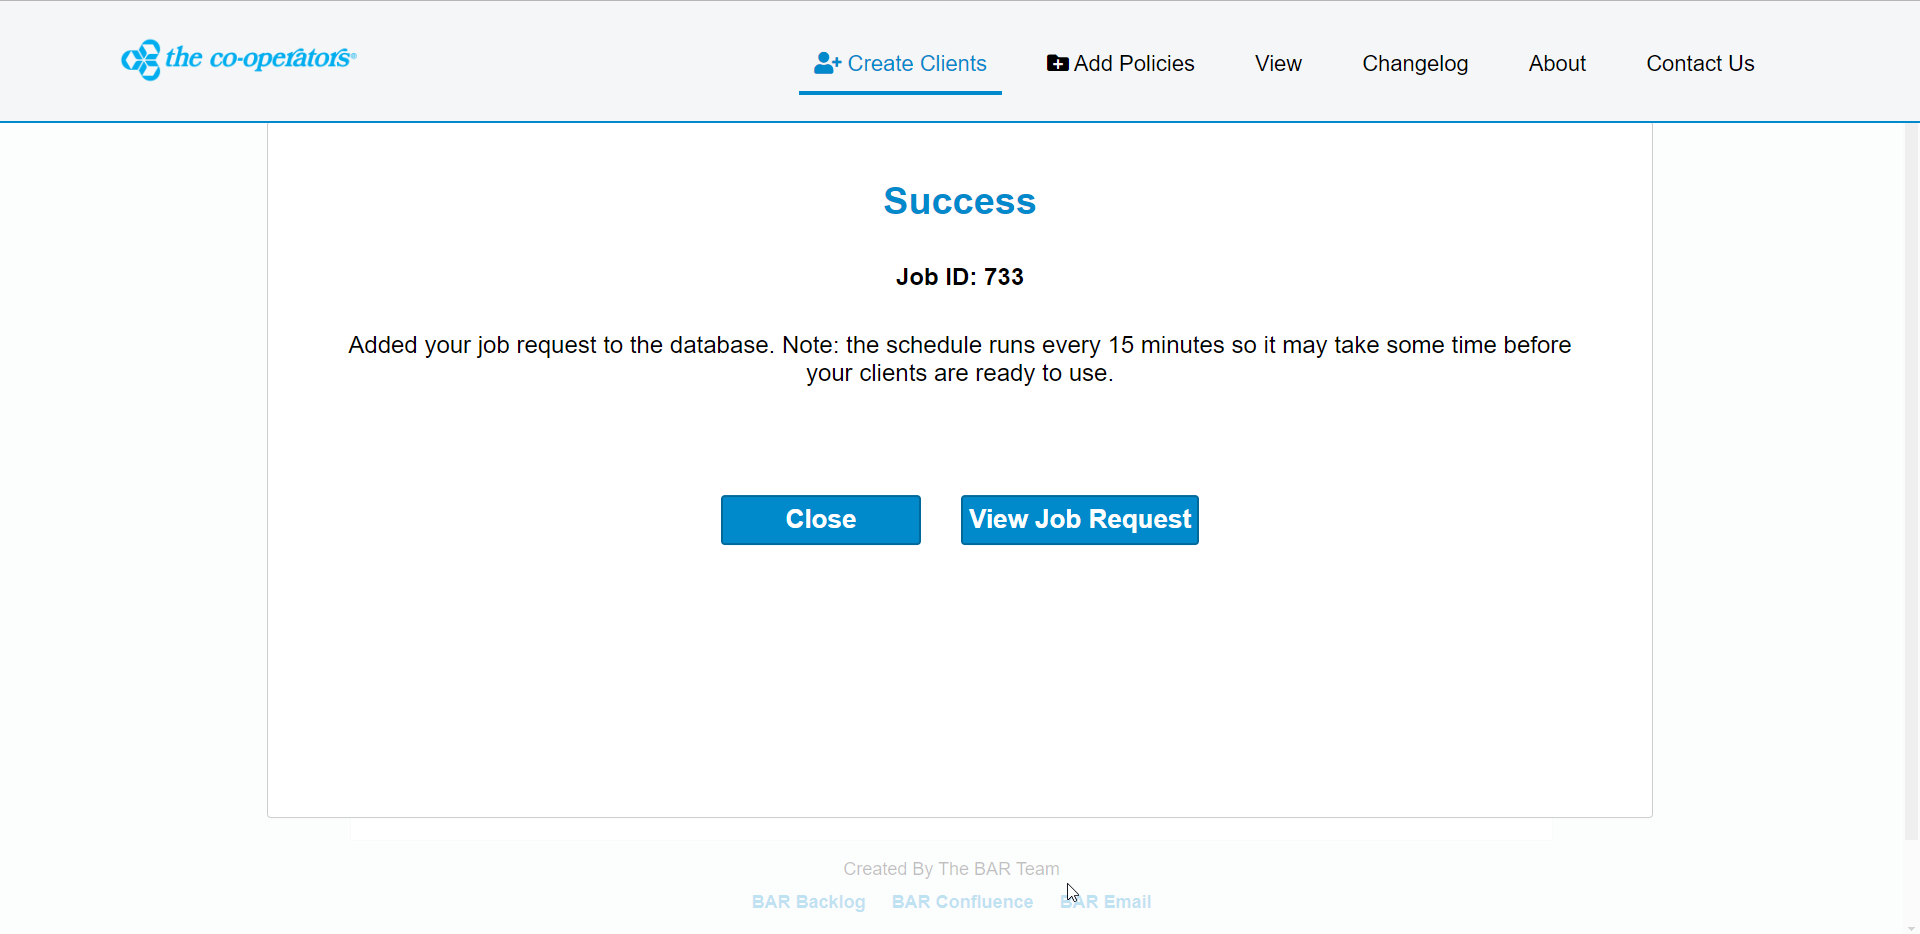 the co-operators®
Create Clients
Add Policies
View
Changelog
About
Contact Us
Success
Job ID: 733
Added your job request to the database. Note: the schedule runs every 15 minutes so it may take some time before
your clients are ready to use.
Close
View Job Request
Created By The BAR Team
BAR Backlog
BAR Confluence
BAR Email